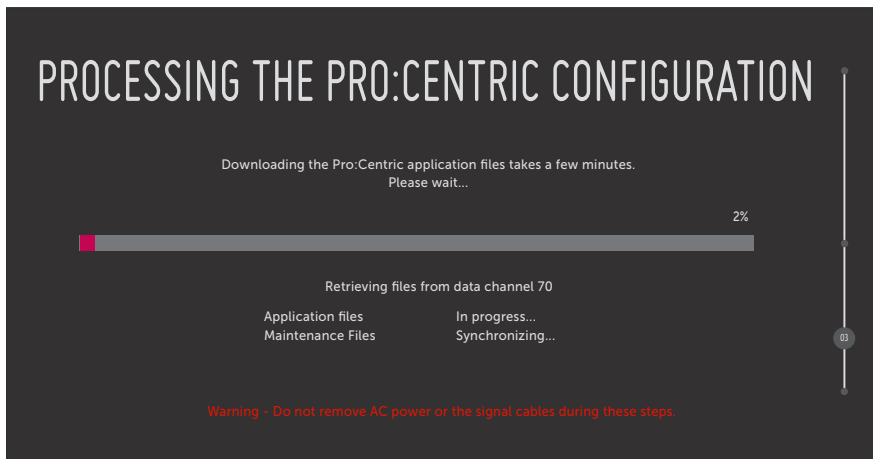 PROCESSING THE PRO:CENTRIC CONFIGURATION
Downloading the Pro:Centric application files takes a few minutes.
Please wait...
2%
Retrieving files from data channel 70
Application files In progress...
Maintenance Files Synchronizing...
03
Warning - Do not remove AC power or the signal cables during these steps.